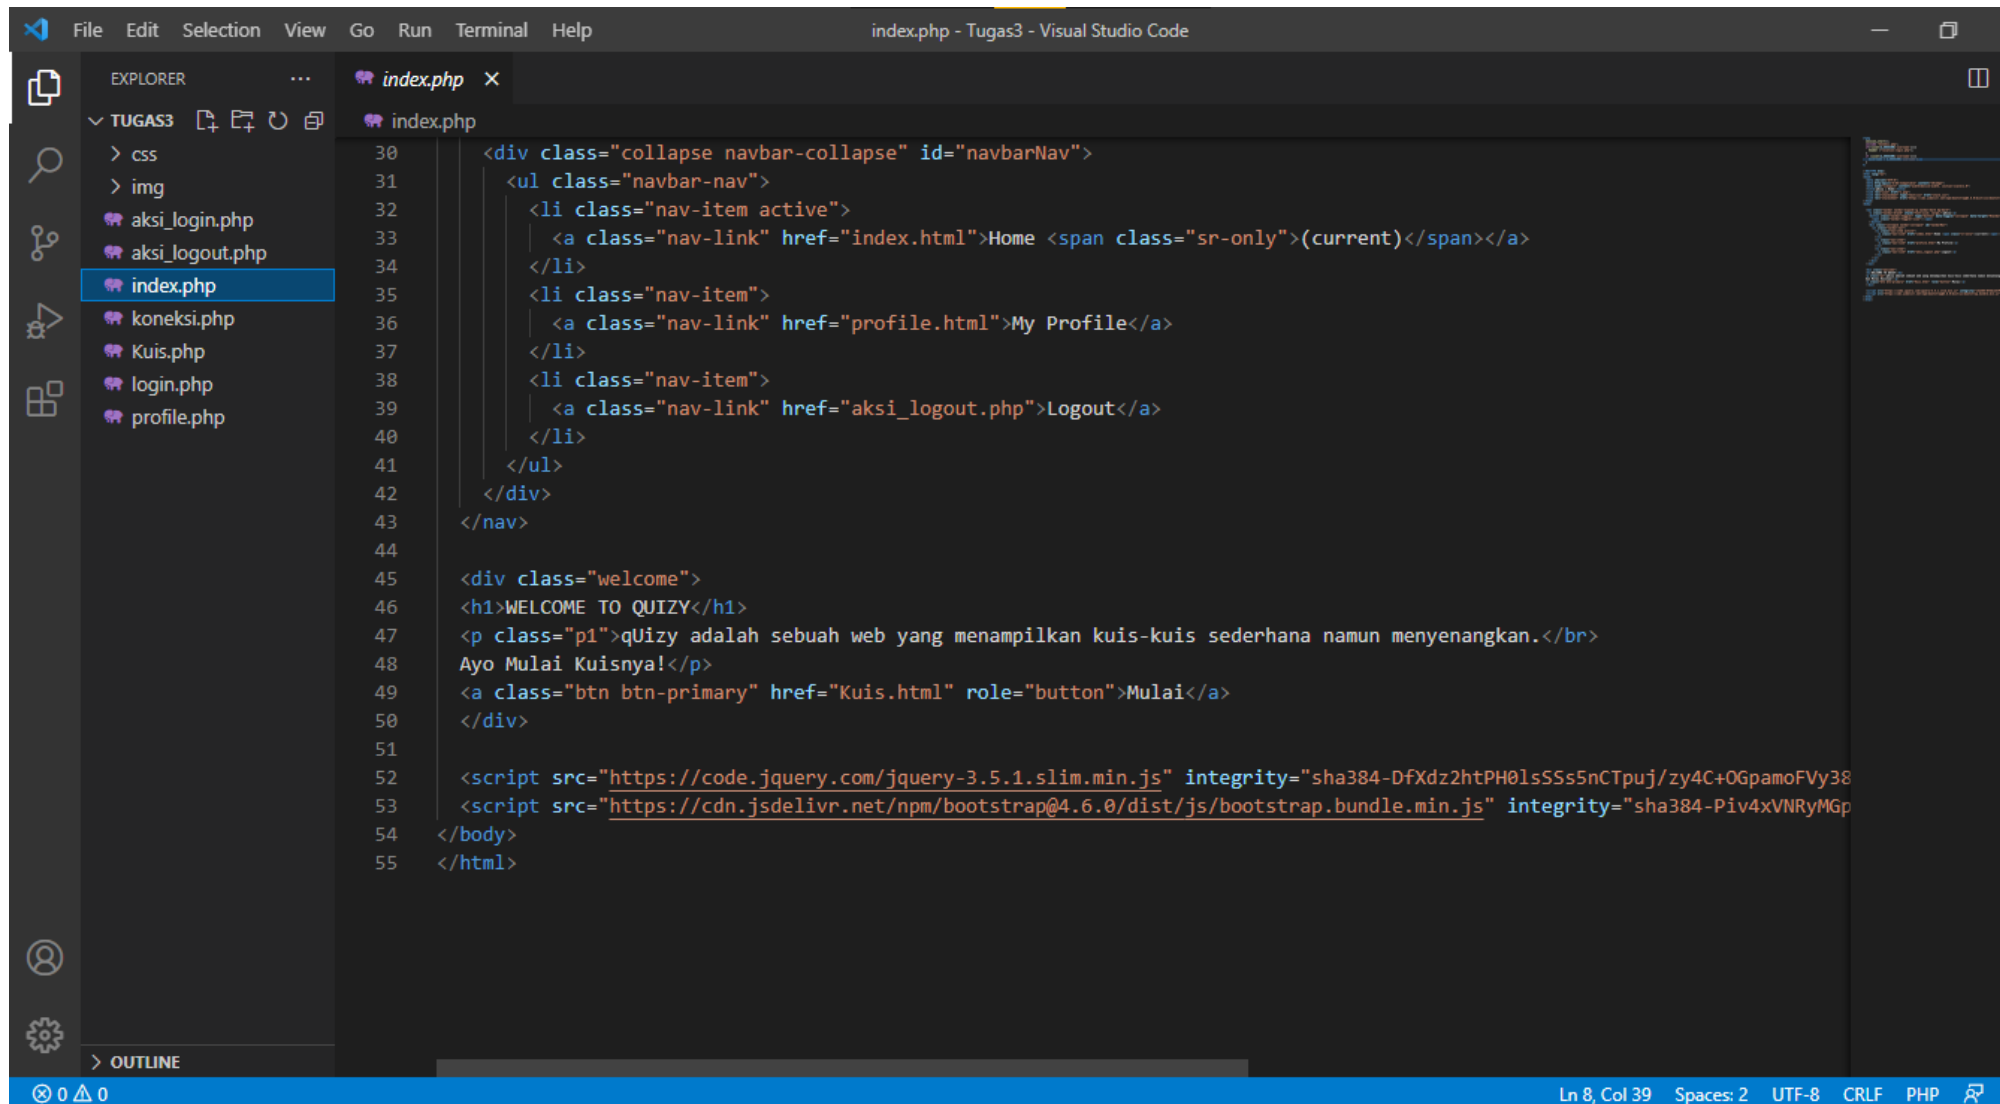 File Edit Selection View Go Run Terminal Help
index.php - Tugas3 - Visual Studio Code
EXPLORER
TUGAS3
css
img
aksi_login.php
aksi_logout.php
index.php
koneksi.php
Kuis.php
login.php
profile.php
OUTLINE
index.php
index.php
30 <div class="collapse navbar-collapse" id="navbarNav">
31 <ul class="navbar-nav">
32 <li class="nav-item active">
33 <a class="nav-link" href="index.html">Home <span class="sr-only">(current)</span></a>
34 </li>
35 <li class="nav-item">
36 <a class="nav-link" href="profile.html">My Profile</a>
37 </li>
38 <li class="nav-item">
39 <a class="nav-link" href="aksi_logout.php">Logout</a>
40 </li>
41 </ul>
42 </div>
43 </nav>
44
45 <div class="welcome">
46 <h1>WELCOME TO QUIZY</h1>
47 <p class="p1">qUizy adalah sebuah web yang menampilkan kuis-kuis sederhana namun menyenangkan.</br>
48 Ayo Mulai Kuisnya!</p>
49 <a class="btn btn-primary" href="Kuis.html" role="button">Mulai</a>
50 </div>
51
52 <script src="https://code.jquery.com/jquery-3.5.1.slim.min.js" integrity="sha384-DfXdz2htPH0lsSSs5nCTpuj/zy4C+OGpamoFVy38
53 <script src="https://cdn.jsdelivr.net/npm/bootstrap@4.6.0/dist/js/bootstrap.bundle.min.js" integrity="sha384-Piv4xVNRyMGp
54 </body>
55 </html>
0 0
Ln 8, Col 39 Spaces: 2 UTF-8 CRLF PHP